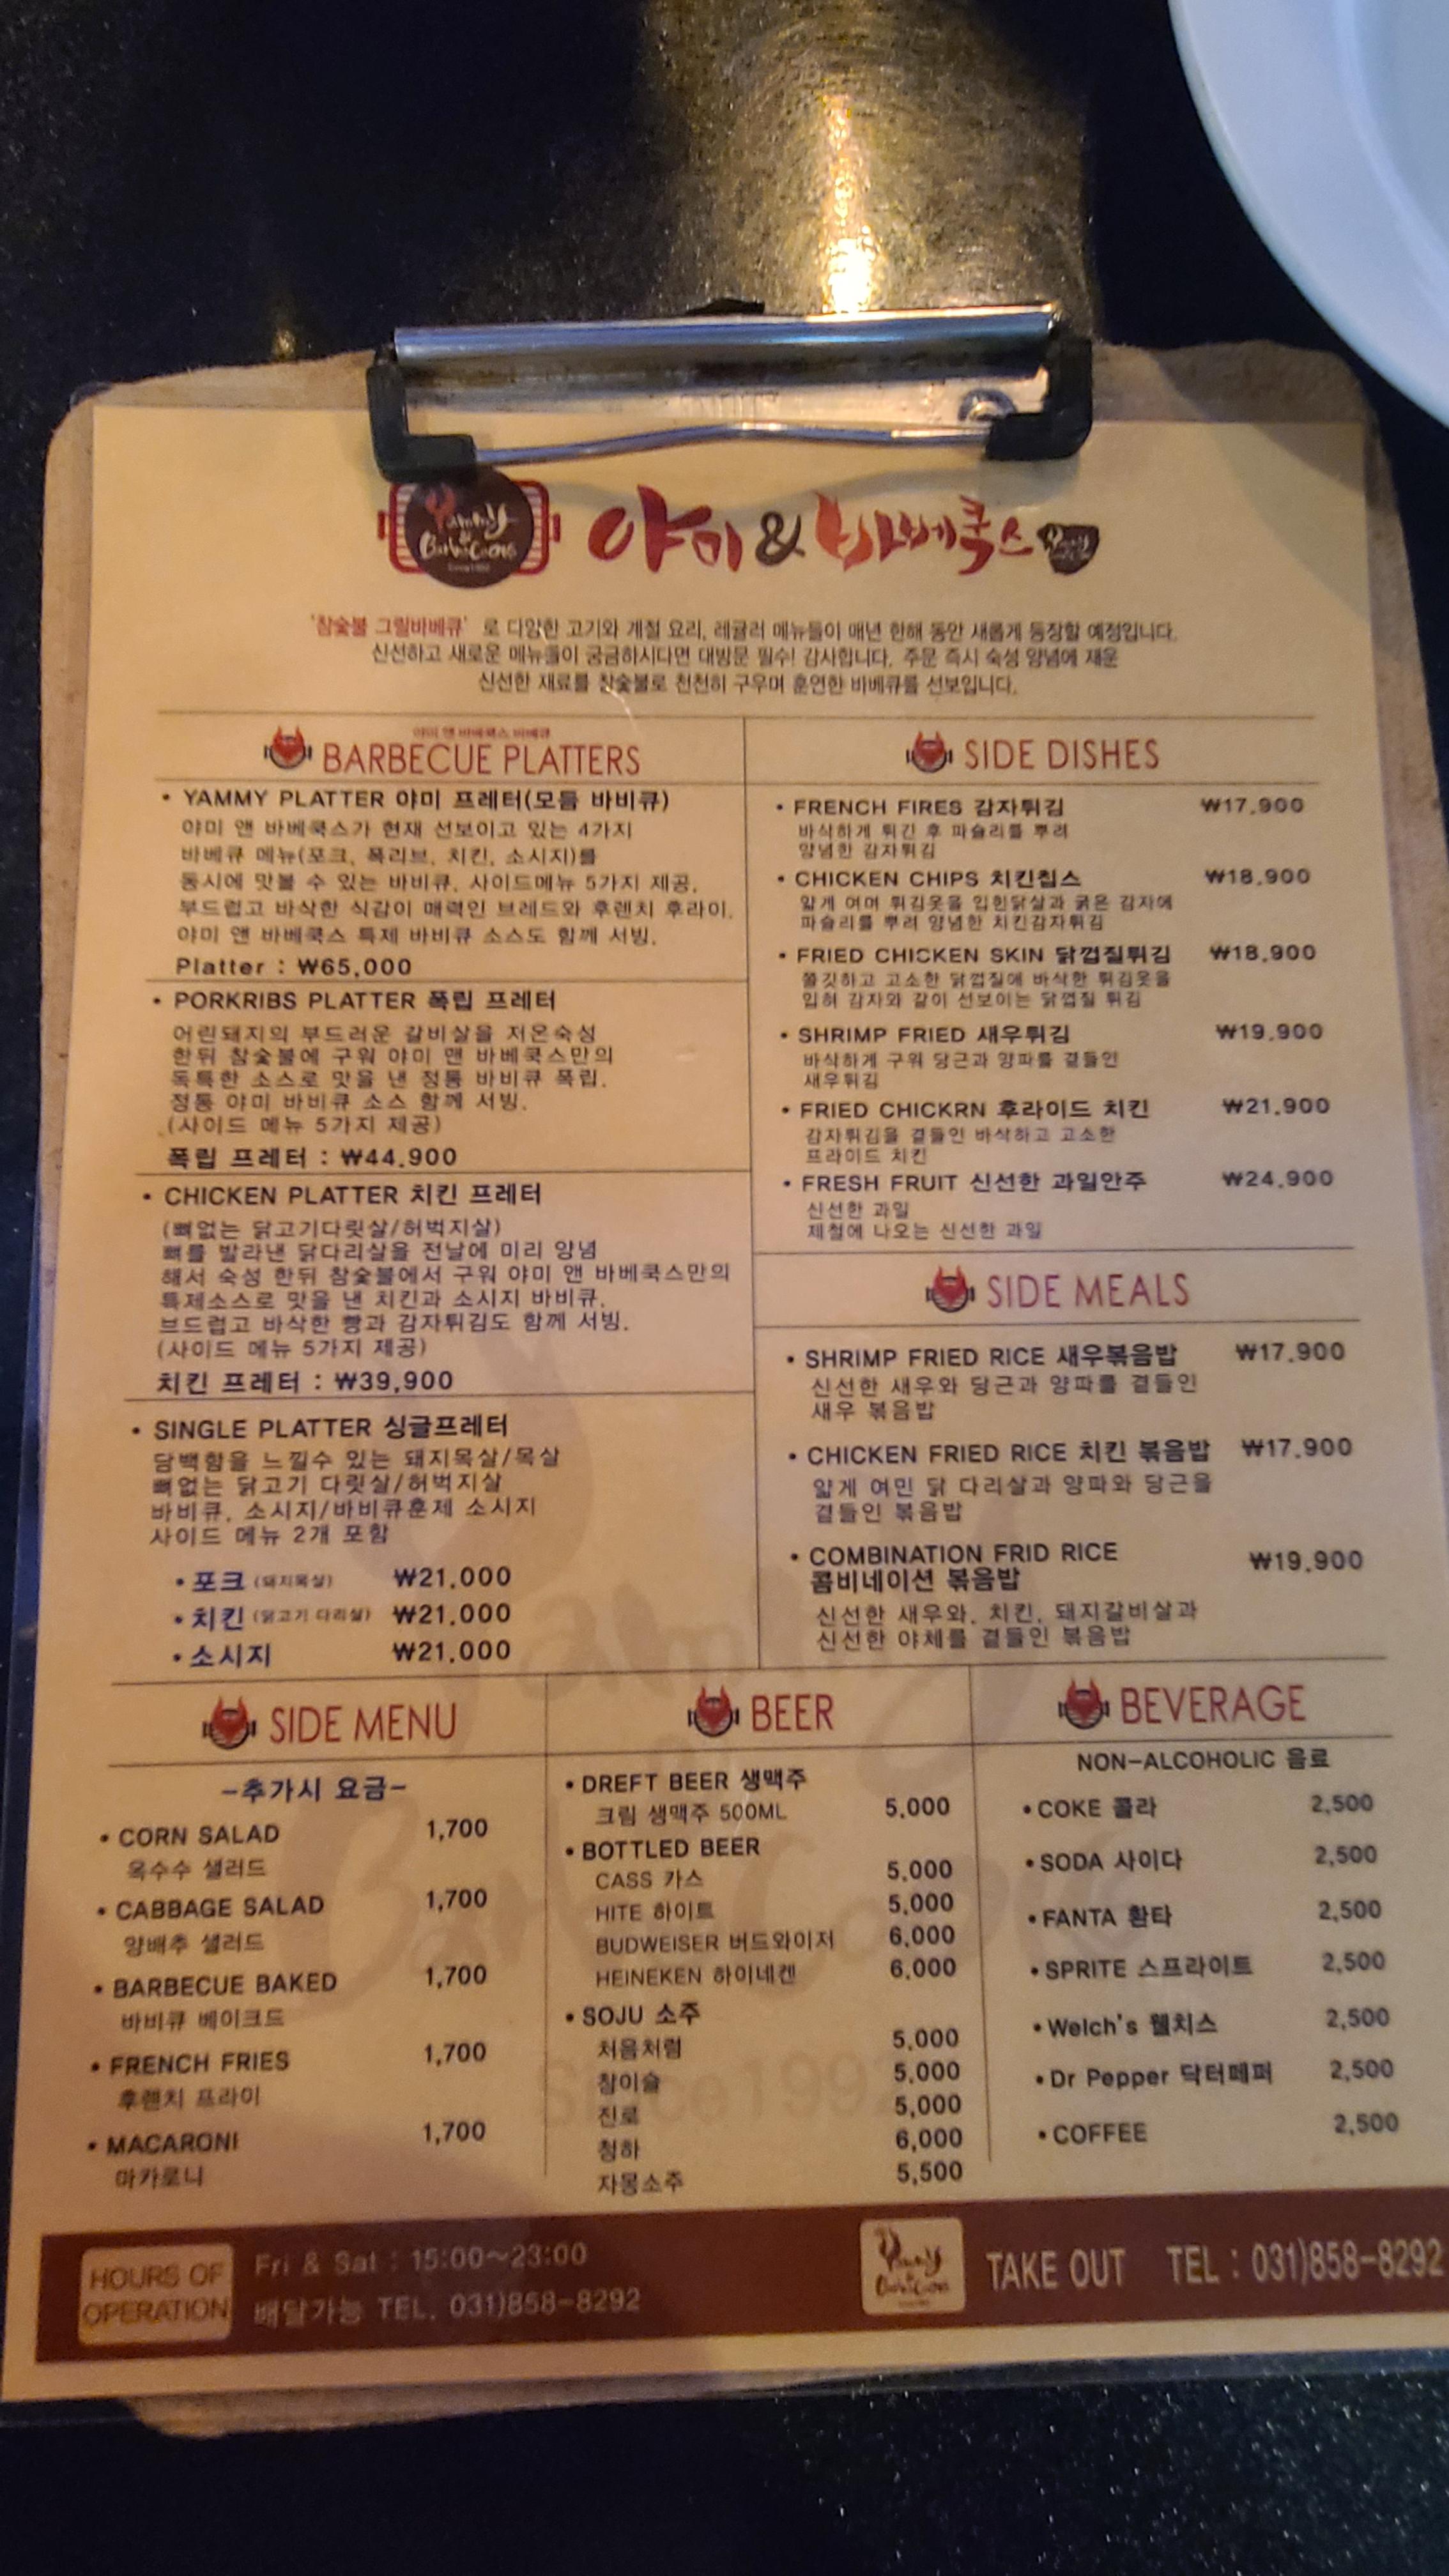 Yammy
&
BarbeCooks
Since1992
야미&바베쿡스
'참숯불 그릴바베큐' 로 다양한 고기와 계절 요리, 레귤러 메뉴들이 매년 한해 동안 새롭게 등장할 예정입니다.
신선하고 새로운 메뉴들이 궁금하시다면 대방문 필수! 감사합니다. 주문 즉시 숙성 양념에 재운
신선한 재료를 참숯불로 천천히 구우며 훈연한 바베큐를 선보입니다.
야미 앤 바베쿡스 바베큐
BARBECUE PLATTERS
• YAMMY PLATTER 야미 프레터(모듬 바비큐)
야미 앤 바베쿡스가 현재 선보이고 있는 4가지
바베큐 메뉴(포크, 폭리브, 치킨, 소시지)를
동시에 맛볼 수 있는 바비큐. 사이드메뉴 5가지 제공.
부드럽고 바삭한 식감이 매력인 브레드와 후렌치 후라이.
야미 앤 바베쿡스 특제 바비큐 소스도 함께 서빙.
Platter : ₩65,000
• PORKRIBS PLATTER 폭립 프레터
어린돼지의 부드러운 갈비살을 저온숙성
한뒤 참숯불에 구워 야미 앤 바베쿡스만의
독특한 소스로 맛을 낸 정통 바비큐 폭립.
정통 야미 바비큐 소스 함께 서빙.
(사이드 메뉴 5가지 제공)
폭립 프레터 : ₩44,900
• CHICKEN PLATTER 치킨 프레터
(뼈없는 닭고기다릿살/허벅지살)
뼈를 발라낸 닭다리살을 전날에 미리 양념
해서 숙성 한뒤 참숯불에서 구워 야미 앤 바베쿡스만의
특제소스로 맛을 낸 치킨과 소시지 바비큐.
브드럽고 바삭한 빵과 감자튀김도 함께 서빙.
(사이드 메뉴 5가지 제공)
치킨 프레터 : ₩39,900
• SINGLE PLATTER 싱글프레터
담백함을 느낄수 있는 돼지목살/목살
뼈없는 닭고기 다릿살/허벅지살
바비큐, 소시지/바비큐훈제 소시지
사이드 메뉴 2개 포함
• 포크 (돼지목살) ₩21,000
• 치킨 (닭고기 다리살) ₩21,000
• 소시지 ₩21,000
SIDE DISHES
• FRENCH FIRES 감자튀김 ₩17,900
바삭하게 튀긴 후 파슬리를 뿌려
양념한 감자튀김
• CHICKEN CHIPS 치킨칩스 ₩18,900
얇게 여며 튀김옷을 입힌닭살과 굵은 감자에
파슬리를 뿌려 양념한 치킨감자튀김
• FRIED CHICKEN SKIN 닭껍질튀김 ₩18,900
쫄깃하고 고소한 닭껍질에 바삭한 튀김옷을
입혀 감자와 같이 선보이는 닭껍질 튀김
• SHRIMP FRIED 새우튀김 ₩19,900
바삭하게 구워 당근과 양파를 곁들인
새우튀김
• FRIED CHICKRN 후라이드 치킨 ₩21,900
감자튀김을 곁들인 바삭하고 고소한
프라이드 치킨
• FRESH FRUIT 신선한 과일안주 ₩24,900
신선한 과일
제철에 나오는 신선한 과일
SIDE MEALS
• SHRIMP FRIED RICE 새우볶음밥 ₩17,900
신선한 새우와 당근과 양파를 곁들인
새우 볶음밥
• CHICKEN FRIED RICE 치킨 볶음밥 ₩17,900
얇게 여민 닭 다리살과 양파와 당근을
곁들인 볶음밥
• COMBINATION FRID RICE ₩19,900
콤비네이션 볶음밥
신선한 새우와, 치킨, 돼지갈비살과
신선한 야체를 곁들인 볶음밥
SIDE MENU
-추가시 요금-
• CORN SALAD 1,700
옥수수 샐러드
• CABBAGE SALAD 1,700
양배추 샐러드
• BARBECUE BAKED 1,700
바비큐 베이크드
• FRENCH FRIES 1,700
후렌치 프라이
• MACARONI 1,700
마카로니
BEER
• DREFT BEER 생맥주
크림 생맥주 500ML 5,000
• BOTTLED BEER
CASS 카스 5,000
HITE 하이트 5,000
BUDWEISER 버드와이저 6,000
HEINEKEN 하이네켄 6,000
• SOJU 소주
처음처럼 5,000
참이슬 5,000
진로 5,000
청하 6,000
자몽소주 5,500
BEVERAGE
NON-ALCOHOLIC 음료
• COKE 콜라 2,500
• SODA 사이다 2,500
• FANTA 환타 2,500
• SPRITE 스프라이트 2,500
• Welch's 웰치스 2,500
• Dr Pepper 닥터페퍼 2,500
• COFFEE 2,500
HOURS OF
OPERATION
Fri & Sat : 15:00~23:00
배달가능 TEL. 031)858-8292
TAKE OUT TEL : 031)858-8292